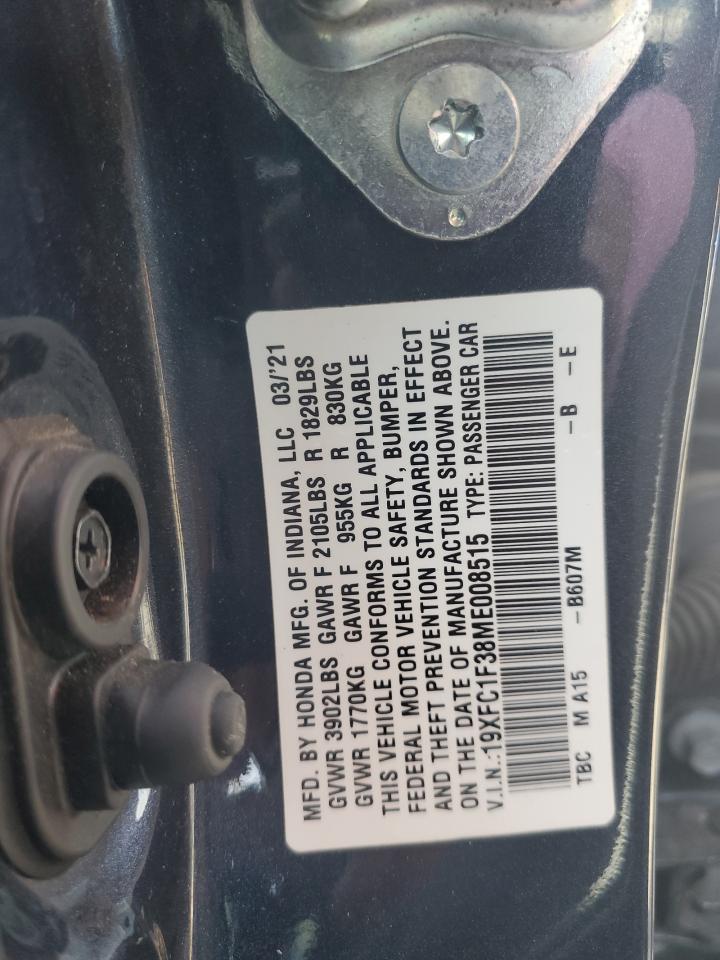 MFD. BY HONDA MFG. OF INDIANA, LLC 03/'21
GVWR 3902LBS GAWR F 2105LBS R 1829LBS
GVWR 1770KG GAWR F 955KG R 830KG
THIS VEHICLE CONFORMS TO ALL APPLICABLE
FEDERAL MOTOR VEHICLE SAFETY, BUMPER,
AND THEFT PREVENTION STANDARDS IN EFFECT
ON THE DATE OF MANUFACTURE SHOWN ABOVE.
V.I.N.:19XFC1F38ME008515 TYPE: PASSENGER CAR
TBC M A15 -B607M -B -E